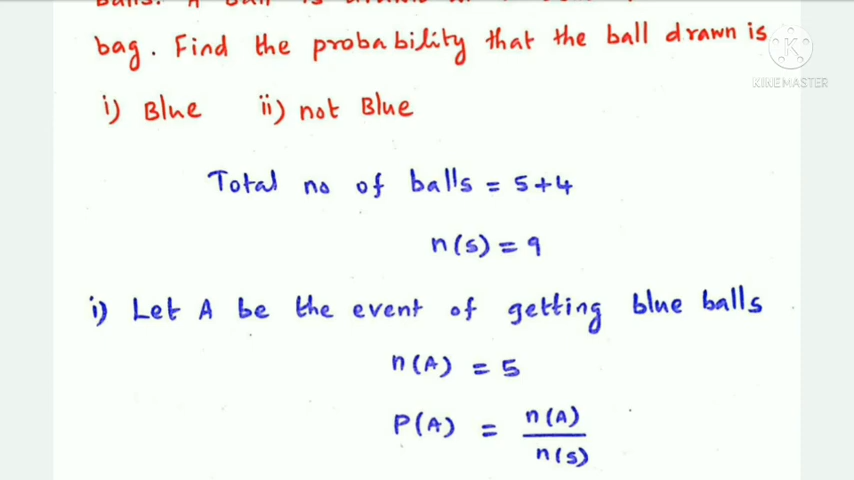 bag. Find the probability that the ball drawn is
i) Blue ii) not Blue
KINEMASTER
Total no of balls = 5+4
n(s) = 9
i) Let A be the event of getting blue balls
n(A) = 5
P(A) = n(A)
n(s)